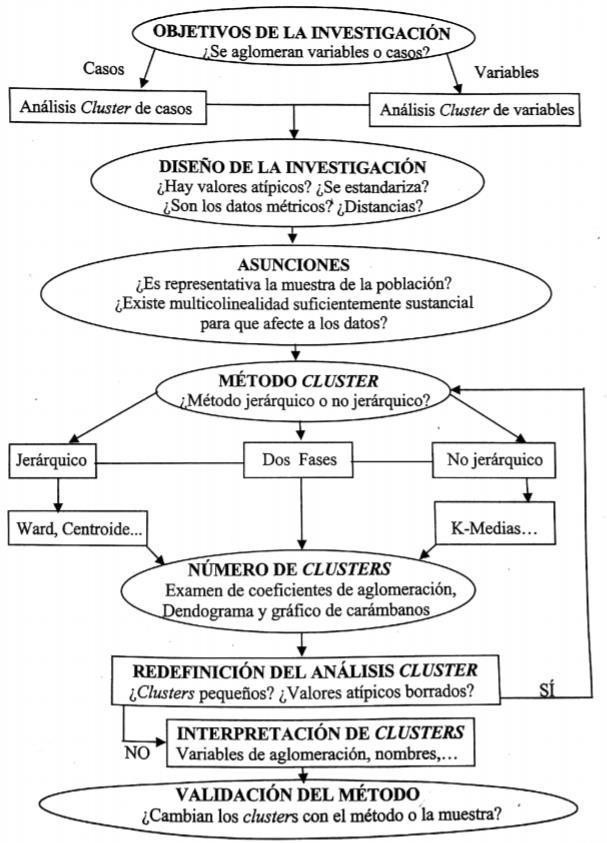 OBJETIVOS DE LA INVESTIGACIÓN
¿Se aglomeran variables o casos?
Casos
Variables
Análisis Cluster de casos
Análisis Cluster de variables
DISEÑO DE LA INVESTIGACIÓN
¿Hay valores atípicos? ¿Se estandariza?
¿Son los datos métricos? ¿Distancias?
ASUNCIONES
¿Es representativa la muestra de la población?
¿Existe multicolinealidad suficientemente sustancial
para que afecte a los datos?
MÉTODO CLUSTER
¿Método jerárquico o no jerárquico?
Jerárquico
Dos Fases
No jerárquico
Ward, Centroide...
K-Medias...
NÚMERO DE CLUSTERS
Examen de coeficientes de aglomeración,
Dendograma y gráfico de carámbanos
REDEFINICIÓN DEL ANÁLISIS CLUSTER
¿Clusters pequeños? ¿Valores atípicos borrados?
SÍ
NO
INTERPRETACIÓN DE CLUSTERS
Variables de aglomeración, nombres,...
VALIDACIÓN DEL MÉTODO
¿Cambian los clusters con el método o la muestra?